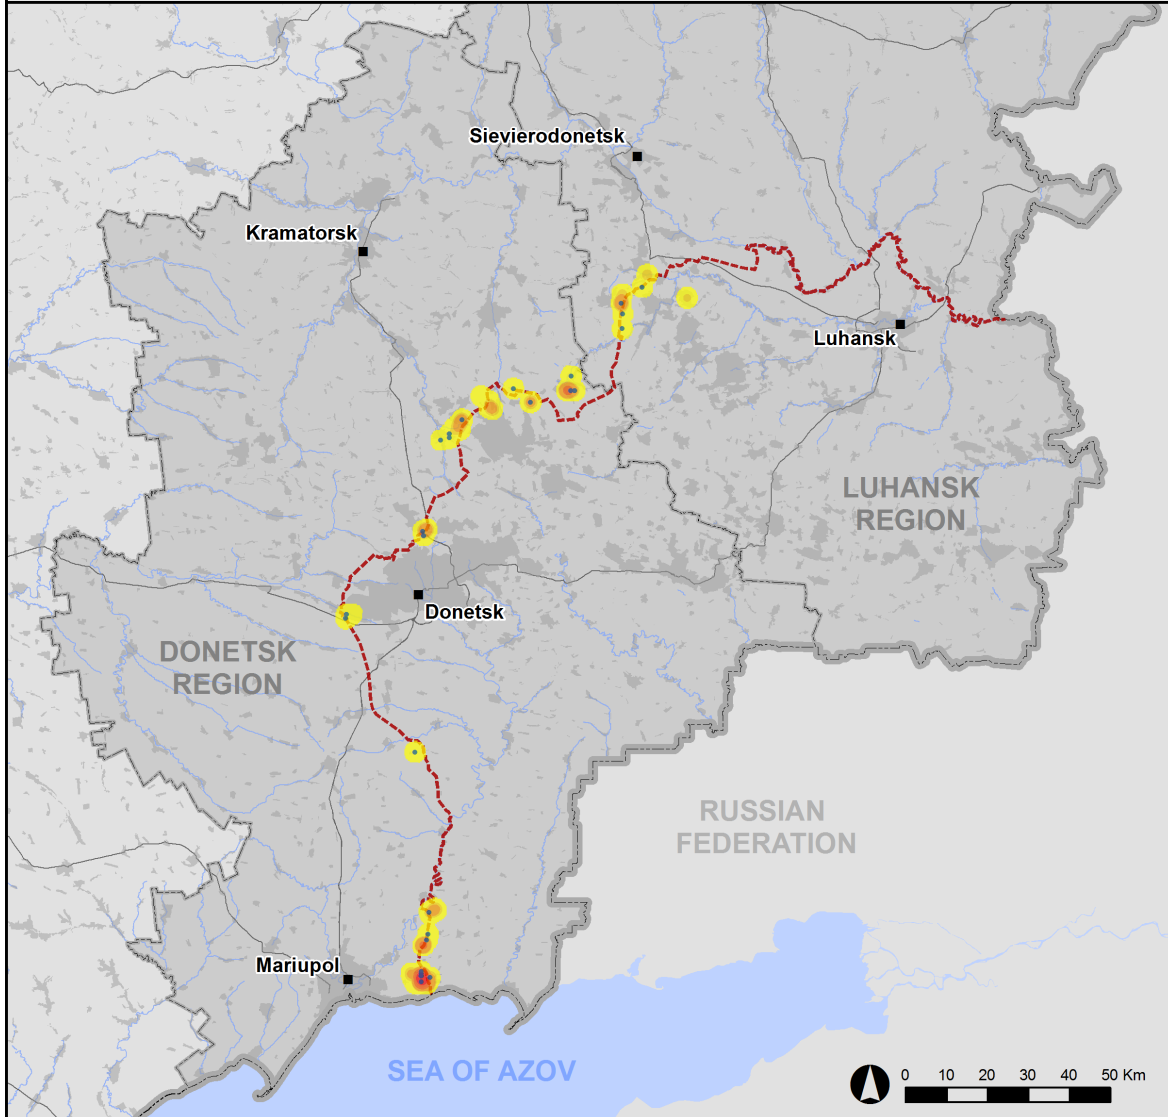 Sievierodonetsk
Kramatorsk
Luhansk
LUHANSK
REGION
Donetsk
DONETSK
REGION
RUSSIAN
FEDERATION
Mariupol
SEA OF AZOV
0 10 20 30 40 50 Km